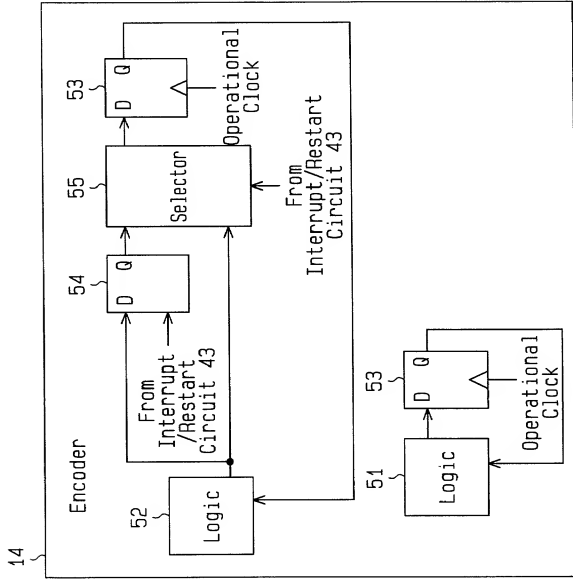 14
Encoder
52
Logic
From
Interrupt
/Restart
Circuit 43
54
D Q
55
Selector
From
Interrupt/Restart
Circuit 43
53
D Q
Operational
Clock
51
Logic
53
D Q
Operational
Clock